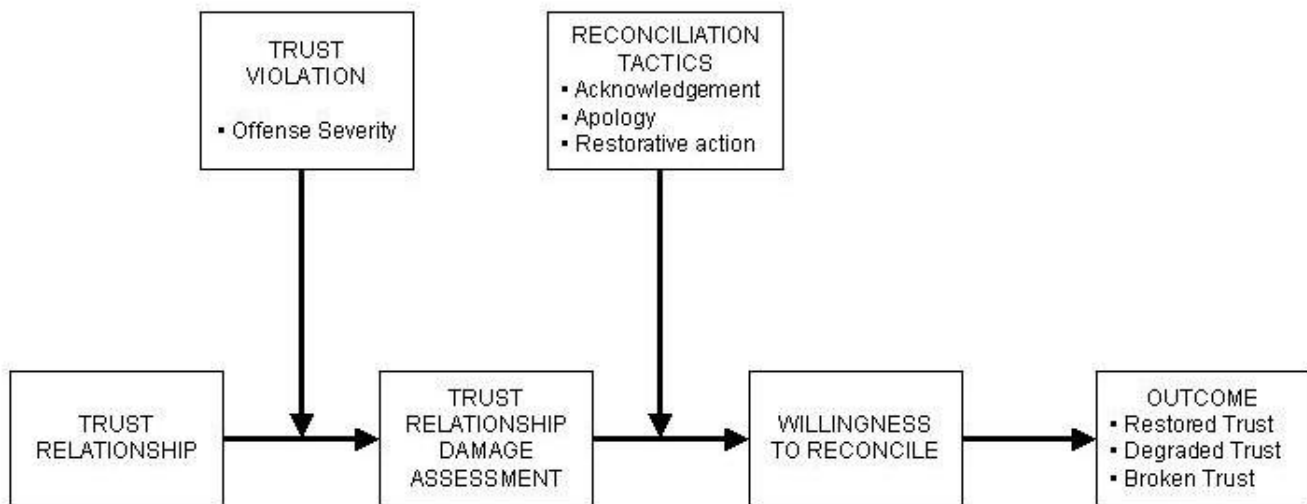 TRUST
VIOLATION
▪ Offense Severity
RECONCILIATION
TACTICS
▪ Acknowledgement
▪ Apology
▪ Restorative action
TRUST
RELATIONSHIP
TRUST
RELATIONSHIP
DAMAGE
ASSESSMENT
WILLINGNESS
TO RECONCILE
OUTCOME
▪ Restored Trust
▪ Degraded Trust
▪ Broken Trust